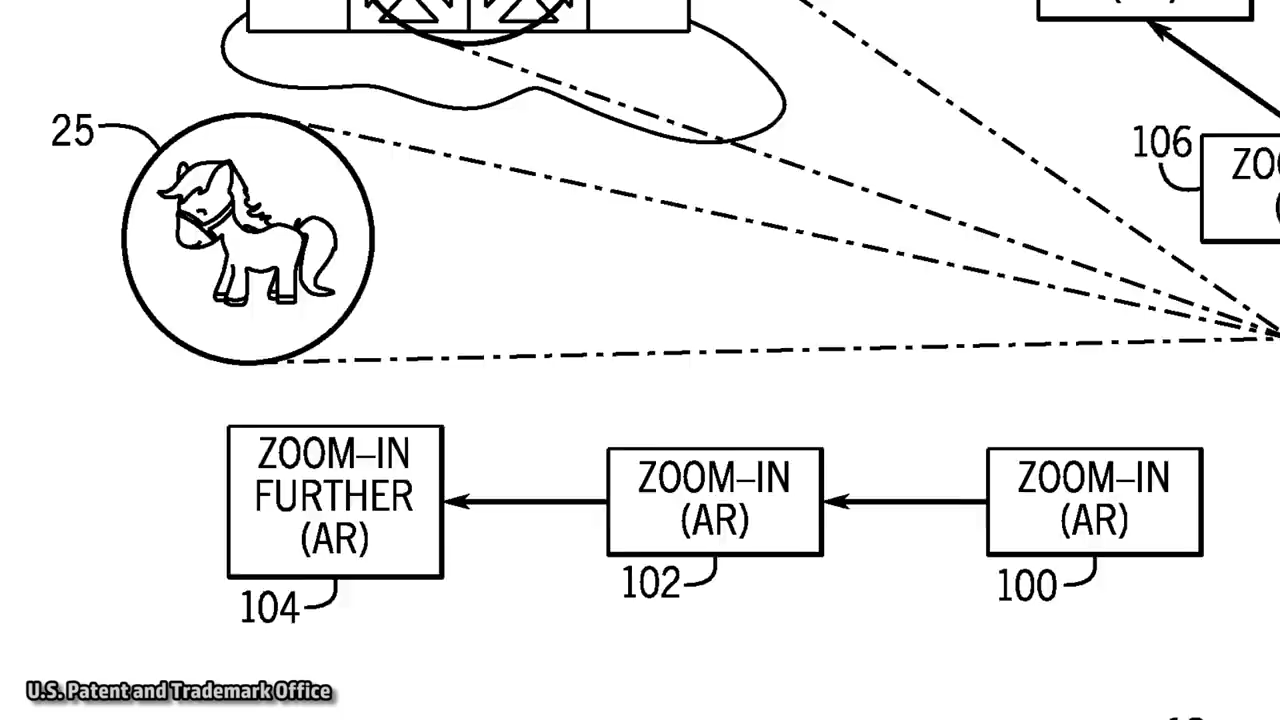 25
106
ZOOM–IN
FURTHER
(AR)
ZOOM–IN
(AR)
ZOOM–IN
(AR)
104
102
100
U.S. Patent and Trademark Office